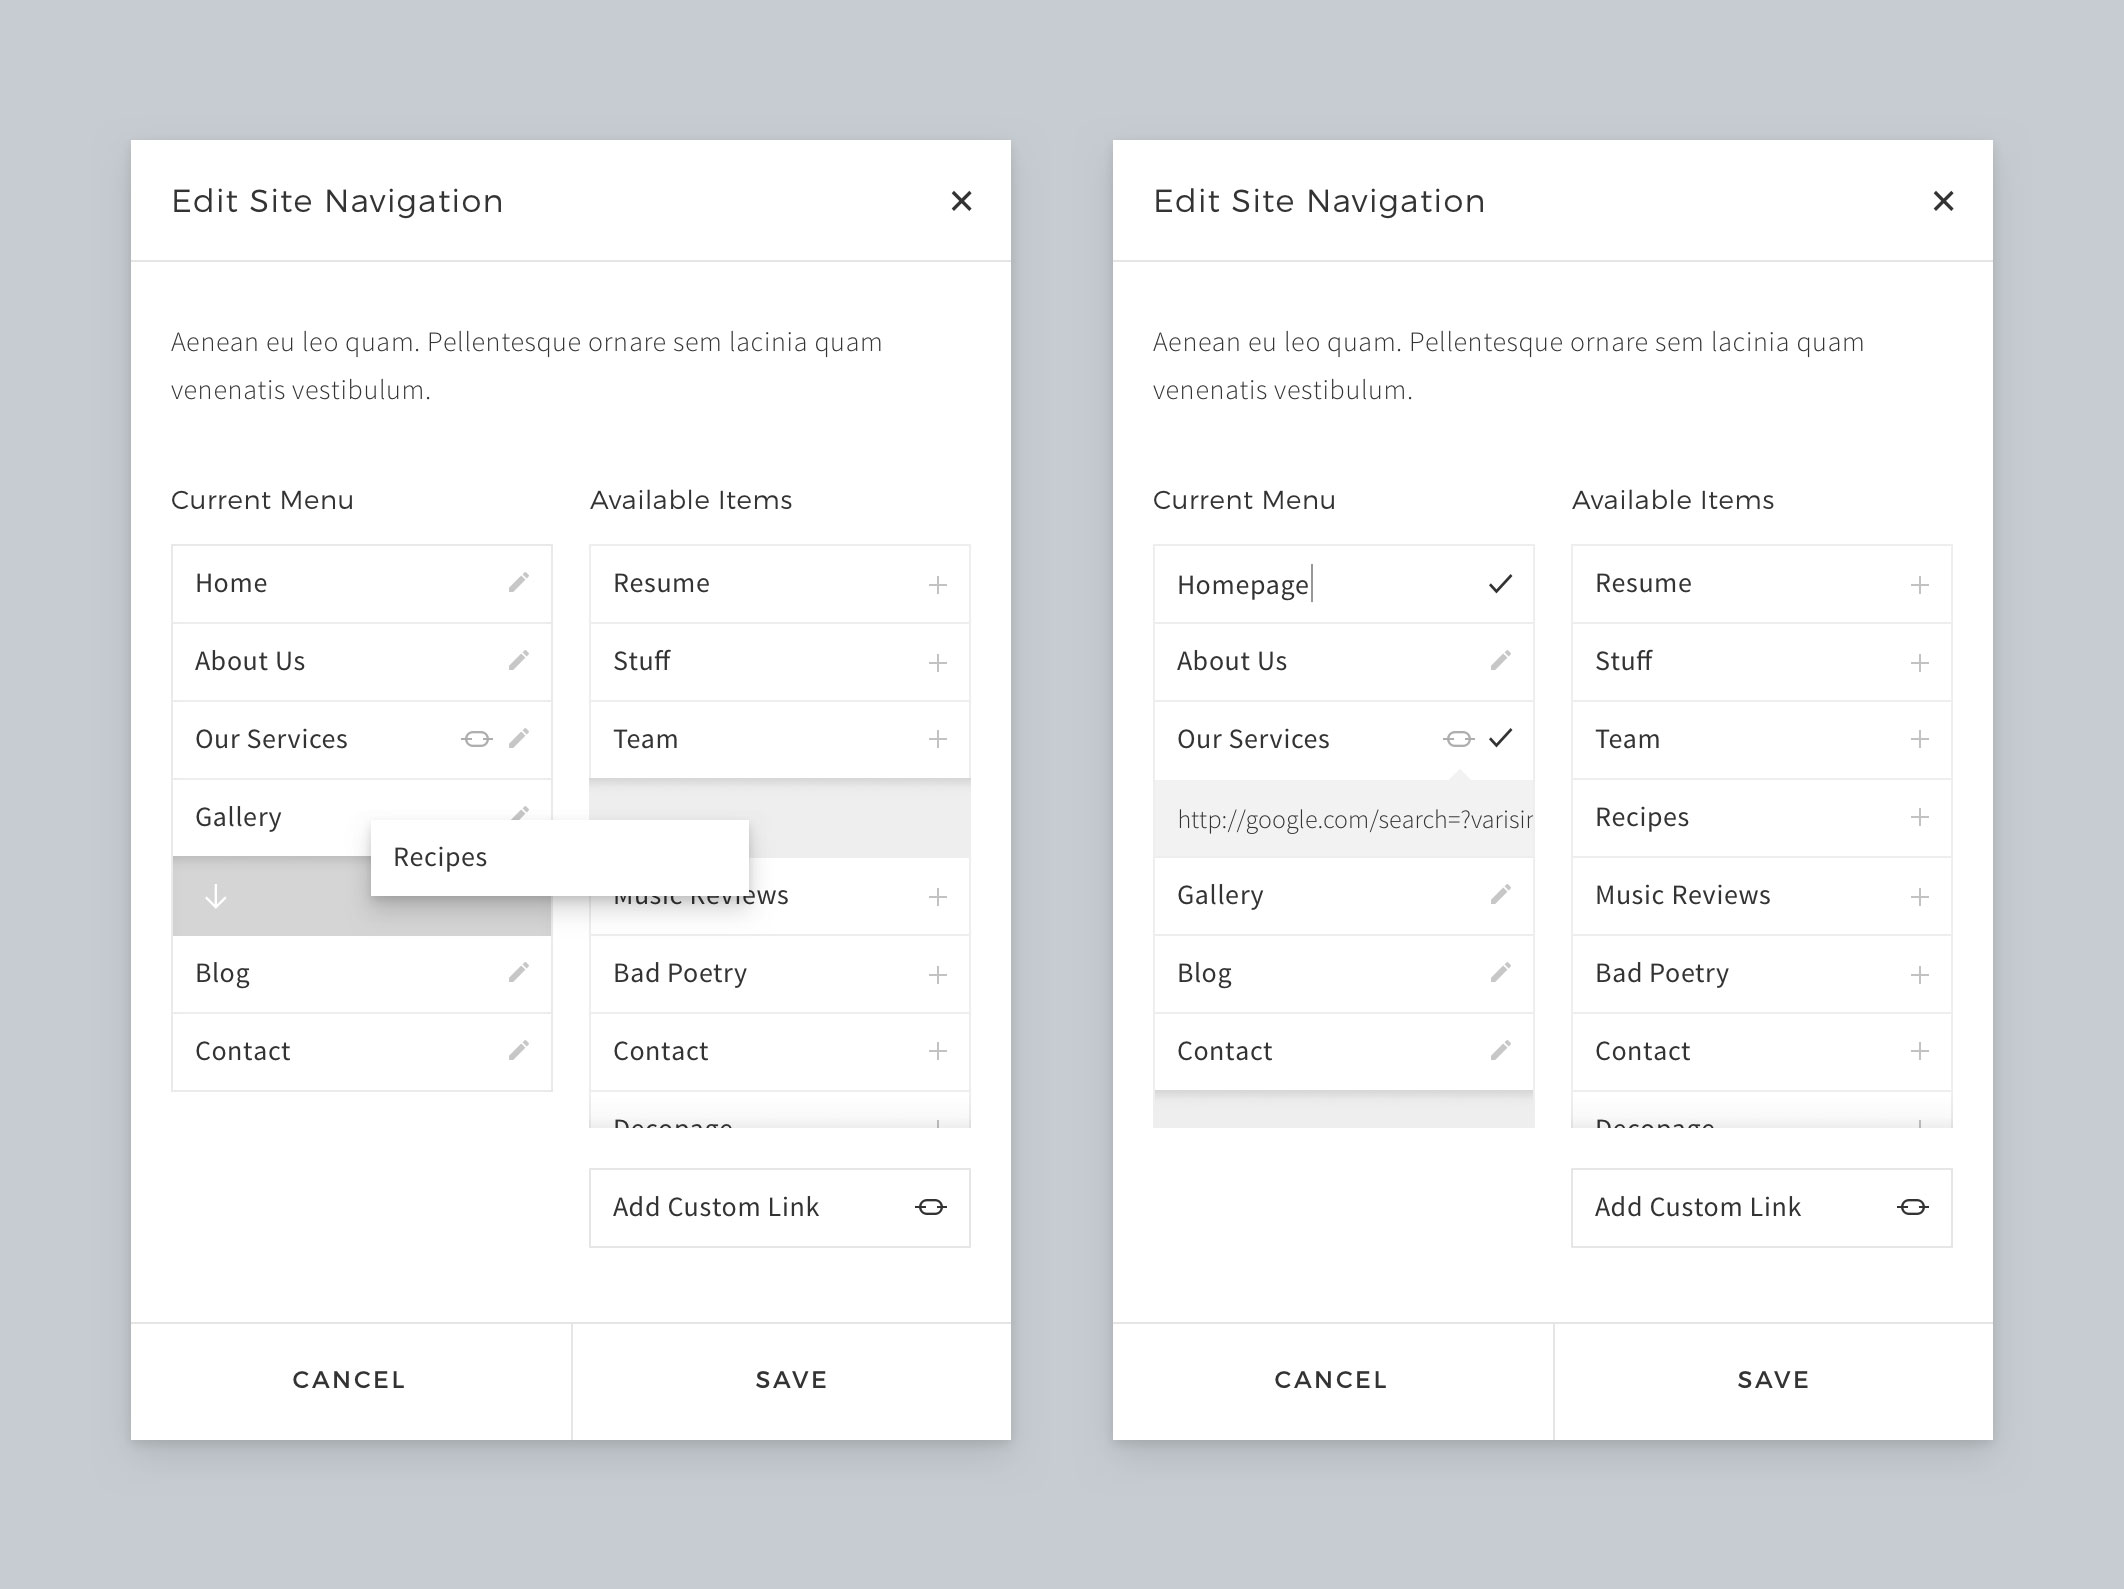 Edit Site Navigation
Aenean eu leo quam. Pellentesque ornare sem lacinia quam
venenatis vestibulum.
Current Menu
Home
About Us
Our Services
Gallery
Recipes
Blog
Contact
Available Items
Resume
Stuff
Team
Music Reviews
Bad Poetry
Contact
Decopage
Add Custom Link
CANCEL
SAVE
Edit Site Navigation
Aenean eu leo quam. Pellentesque ornare sem lacinia quam
venenatis vestibulum.
Current Menu
Homepage
About Us
Our Services
http://google.com/search=?varisin
Gallery
Blog
Contact
Available Items
Resume
Stuff
Team
Recipes
Music Reviews
Bad Poetry
Contact
Decopage
Add Custom Link
CANCEL
SAVE